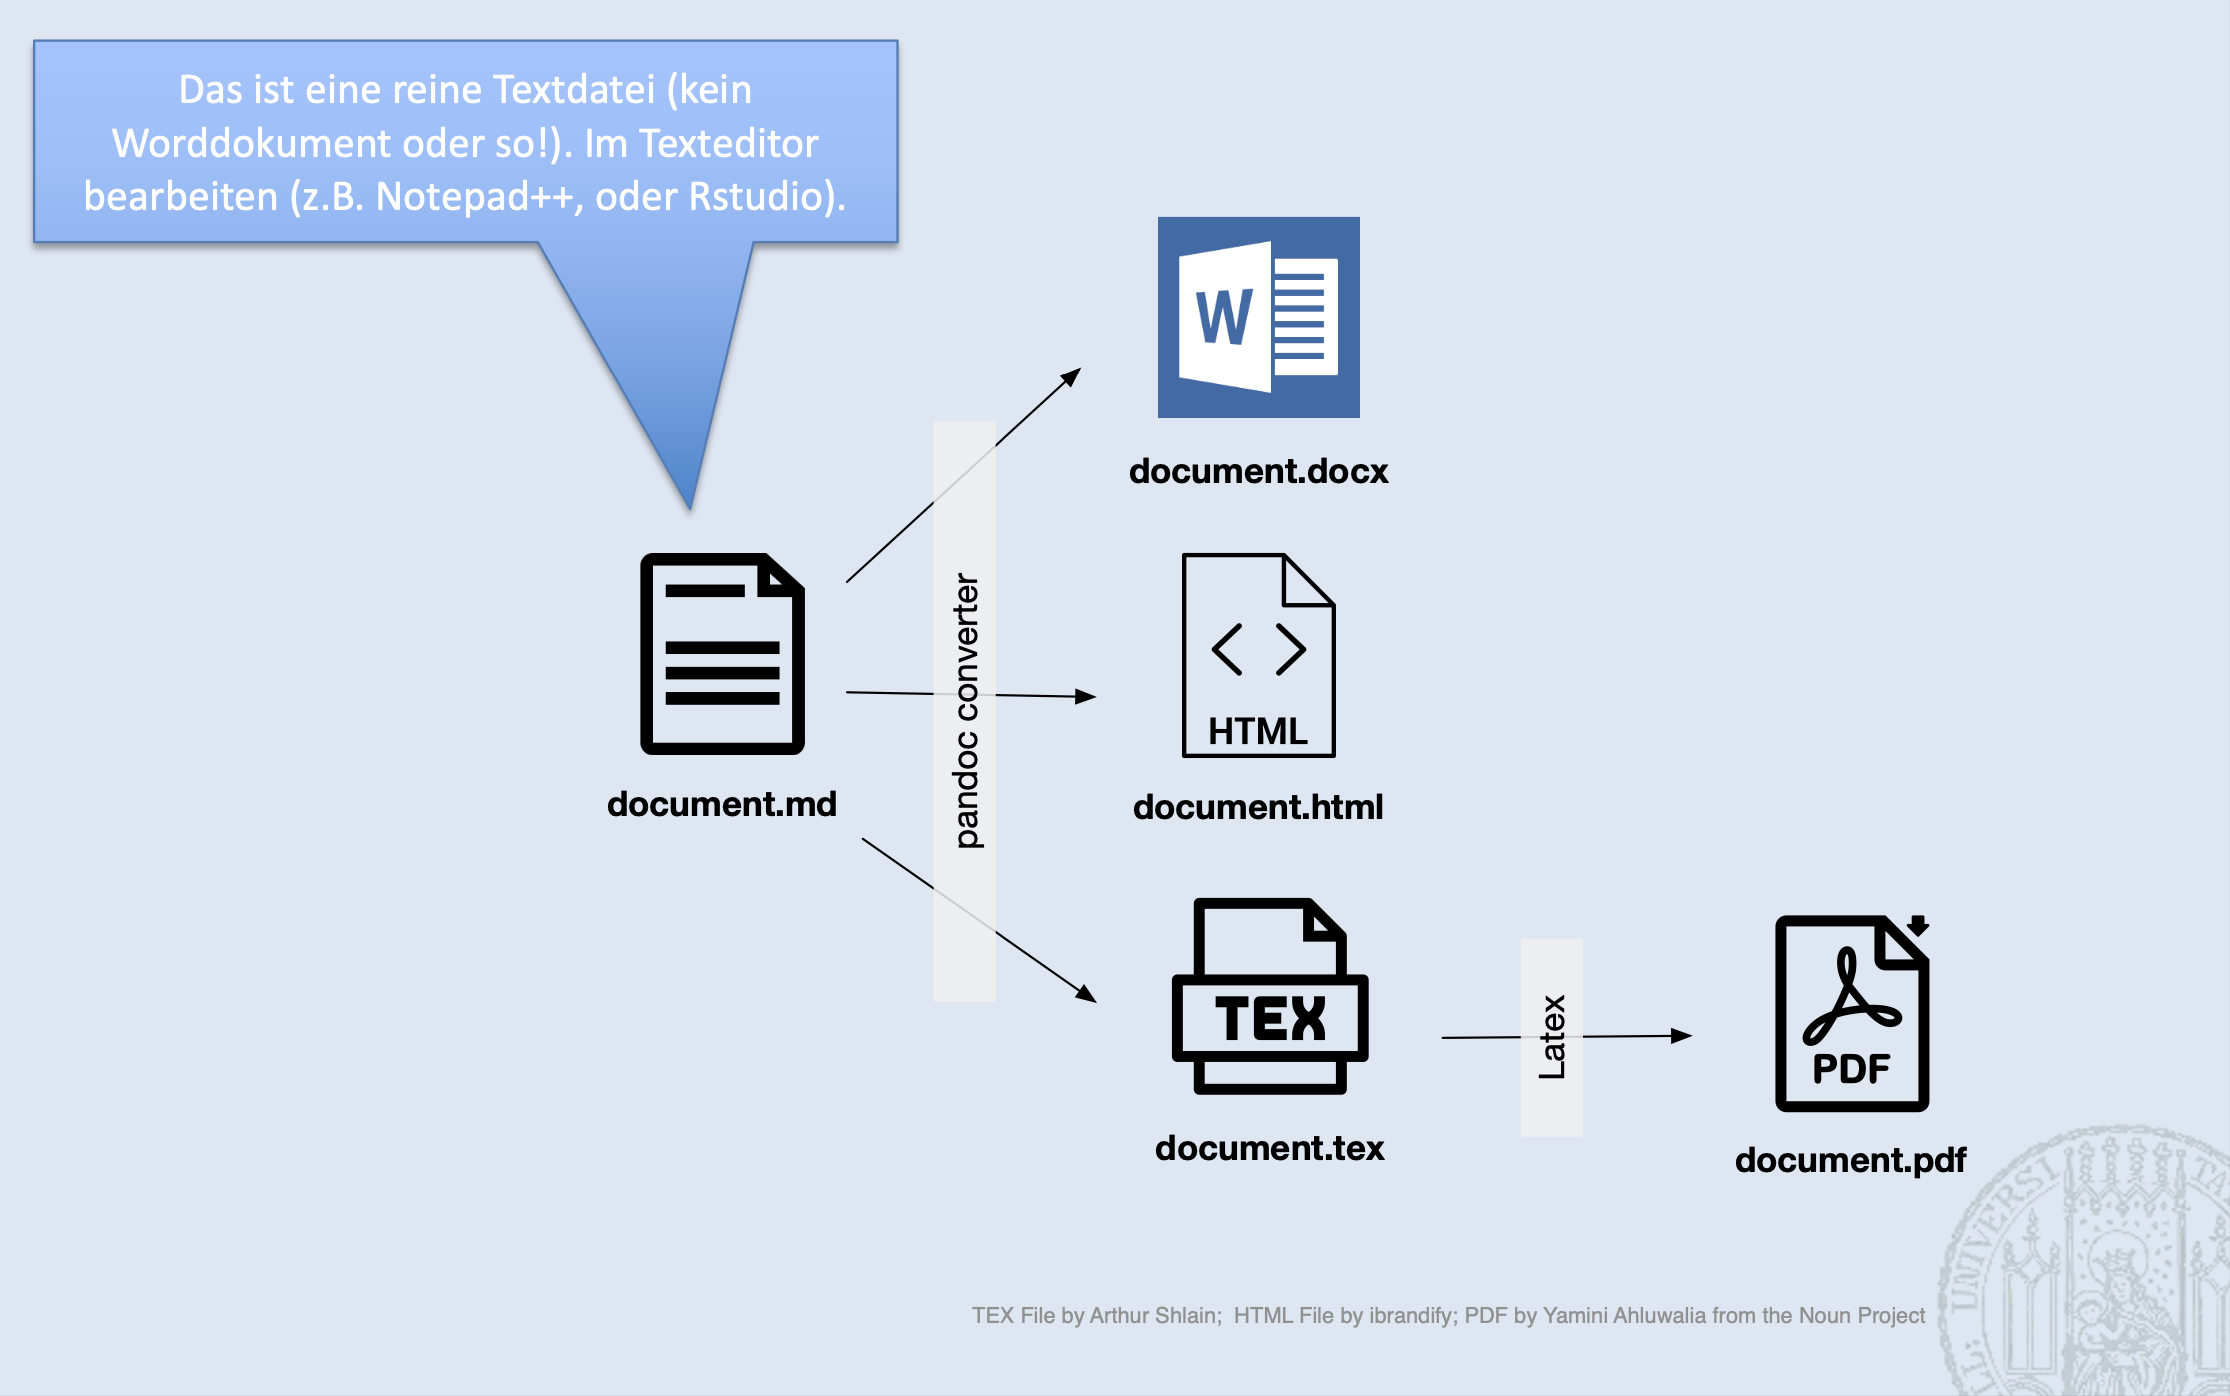 Das ist eine reine Textdatei (kein
Worddokument oder so!). Im Texteditor
bearbeiten (z.B. Notepad++, oder Rstudio).
W
document.docx
pandoc converter
HTML
document.md
document.html
TEX
Latex
PDF
document.tex
document.pdf
UNIVERSI
TEX File by Arthur Shlain;  HTML File by ibrandify; PDF by Yamini Ahluwalia from the Noun Project